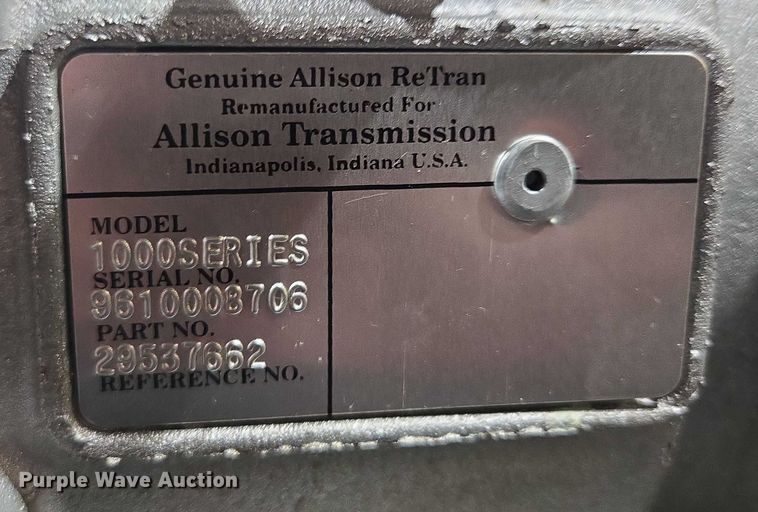 Genuine Allison ReTran
Remanufactured For
Allison Transmission
Indianapolis, Indiana U.S.A.
MODEL
1000SERIES
SERIAL NO.
9610008706
PART NO.
29537662
REFERENCE NO.
Purple Wave Auction